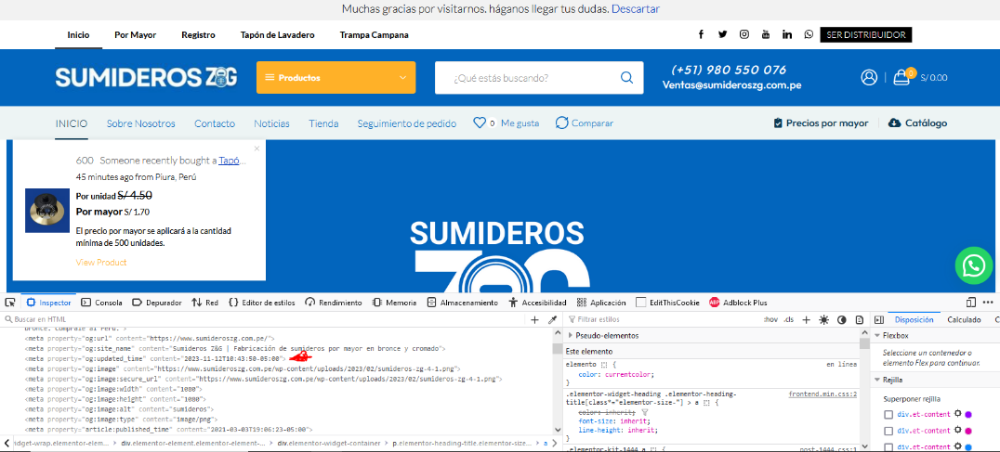 Muchas gracias por visitarnos. háganos llegar tus dudas. Descartar
Inicio Por Mayor Registro Tapón de Lavadero Trampa Campana SER DISTRIBUIDOR
SUMIDEROS Z&G Productos ¿Qué estás buscando? (+51) 980 550 076 0 S/ 0.00
Ventas@sumideroszg.com.pe
INICIO Sobre Nosotros Contacto Noticias Tienda Seguimiento de pedido 0 Me gusta Comparar Precios por mayor Catálogo
600 Someone recently bought a Tapó...
45 minutes ago from Piura, Perú
Por unidad S/ 4.50
Por mayor S/ 1.70
El precio por mayor se aplicará a la cantidad
mínima de 500 unidades.
View Product
SUMIDEROS
Inspector Consola Depurador Red Editor de estilos Rendimiento Memoria Almacenamiento Accesibilidad Aplicación EditThisCookie Adblock Plus
Buscar en HTML
bronce. Comprale al Perú.">
<meta property="og:url" content="https://www.sumideroszg.com.pe/">
<meta property="og:site_name" content="Sumideros Z&G | Fabricación de sumideros por mayor en bronce y cromado">
<meta property="og:updated_time" content="2023-11-12T10:43:50-05:00">
<meta property="og:image" content="https://www.sumideroszg.com.pe/wp-content/uploads/2023/02/sumideros-zg-4-1.png">
<meta property="og:image:secure_url" content="https://www.sumideroszg.com.pe/wp-content/uploads/2023/02/sumideros-zg-4-1.png">
<meta property="og:image:width" content="1080">
<meta property="og:image:height" content="1080">
<meta property="og:image:alt" content="sumideros">
<meta property="og:image:type" content="image/png">
<meta property="article:published_time" content="2021-03-03T19:06:23-05:00">
idget-wrap.elementor-elem... div.elementor-element.elementor-element-... div.elementor-widget-container p.elementor-heading-title.elementor-size... a
Filtrar estilos :hov .cls
Pseudo-elementos
Este elemento
elemento { en línea
color: currentcolor;
}
.elementor-widget-heading .elementor-heading- frontend.min.css:2
title[class*="elementor-size-"] > a {
color: inherit;
font-size: inherit;
line-height: inherit;
}
.elementor-kit-1444 a { post-1444.css:1
Disposición Calculado C
Flexbox
Seleccione un contenedor o
elemento Flex para continuar.
Rejilla
Superponer rejilla
div.et-content
div.et-content
div.et-content